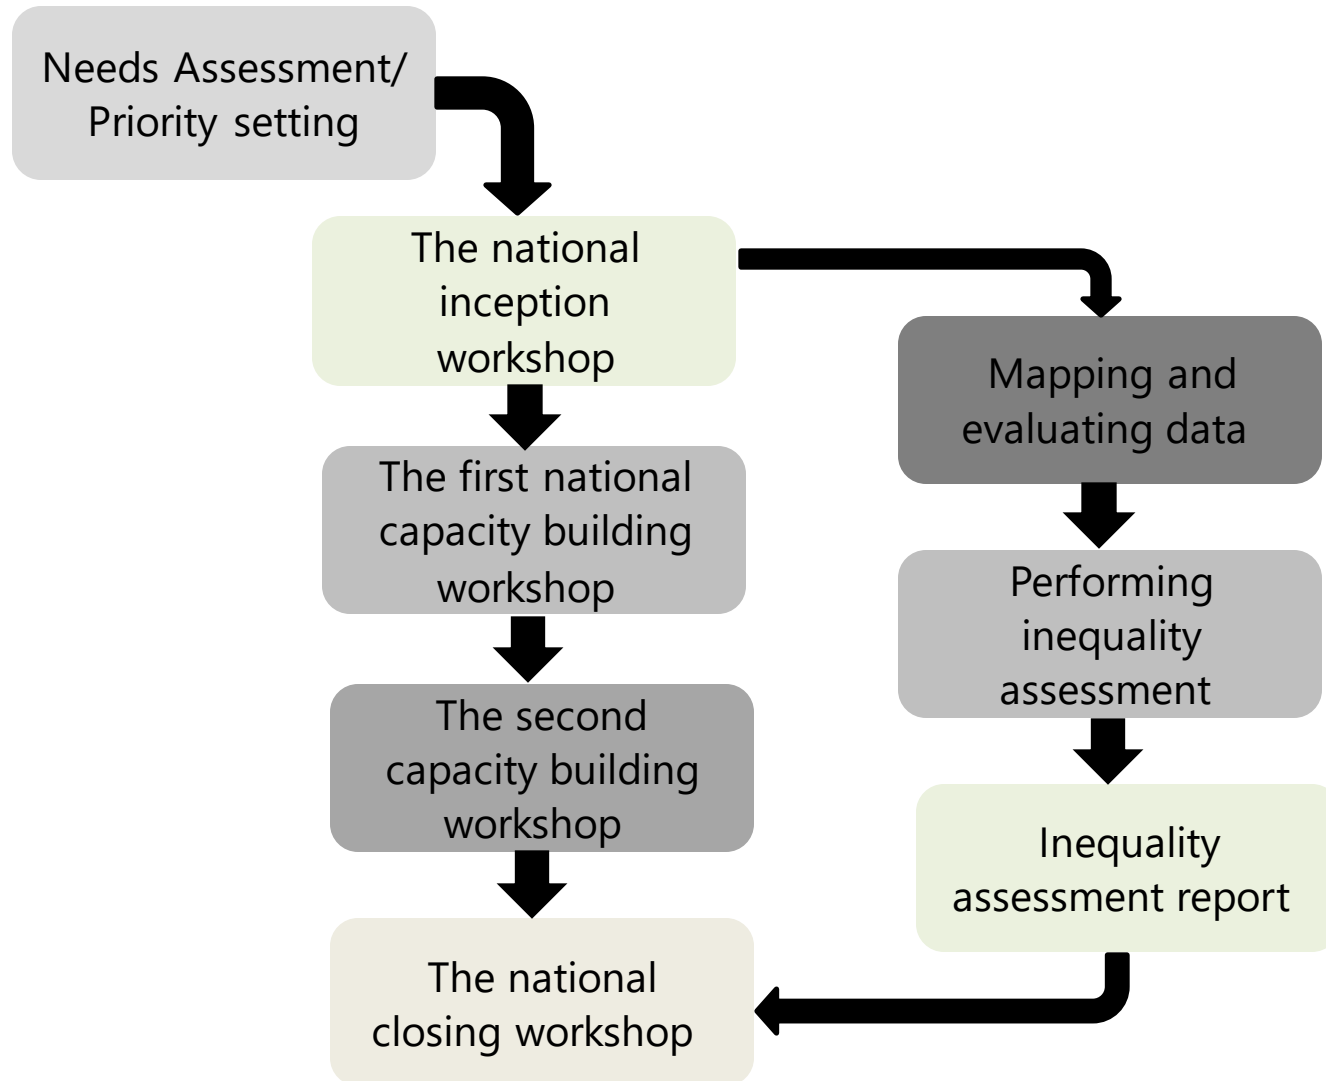 Needs Assessment/
Priority setting
The national
inception
workshop
The first national
capacity building
workshop
The second
capacity building
workshop
The national
closing workshop
Mapping and
evaluating data
Performing
inequality
assessment
Inequality
assessment report